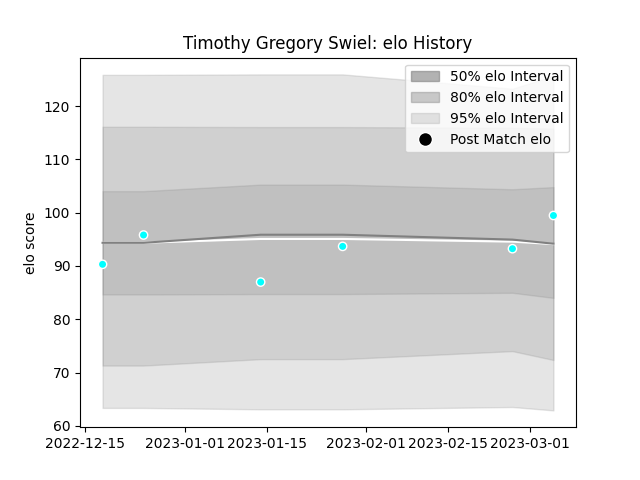 Timothy Gregory Swiel: elo History
50% elo Interval
80% elo Interval
95% elo Interval
Post Match elo
elo score
120
110
100
90
80
70
60
2022-12-15
2023-01-01
2023-01-15
2023-02-01
2023-02-15
2023-03-01